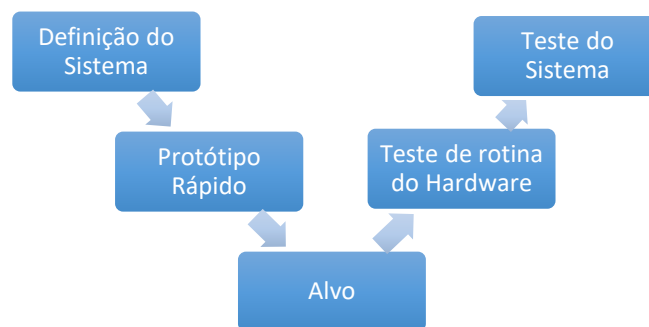 Definição do
Sistema
Protótipo
Rápido
Alvo
Teste de rotina
do Hardware
Teste do
Sistema